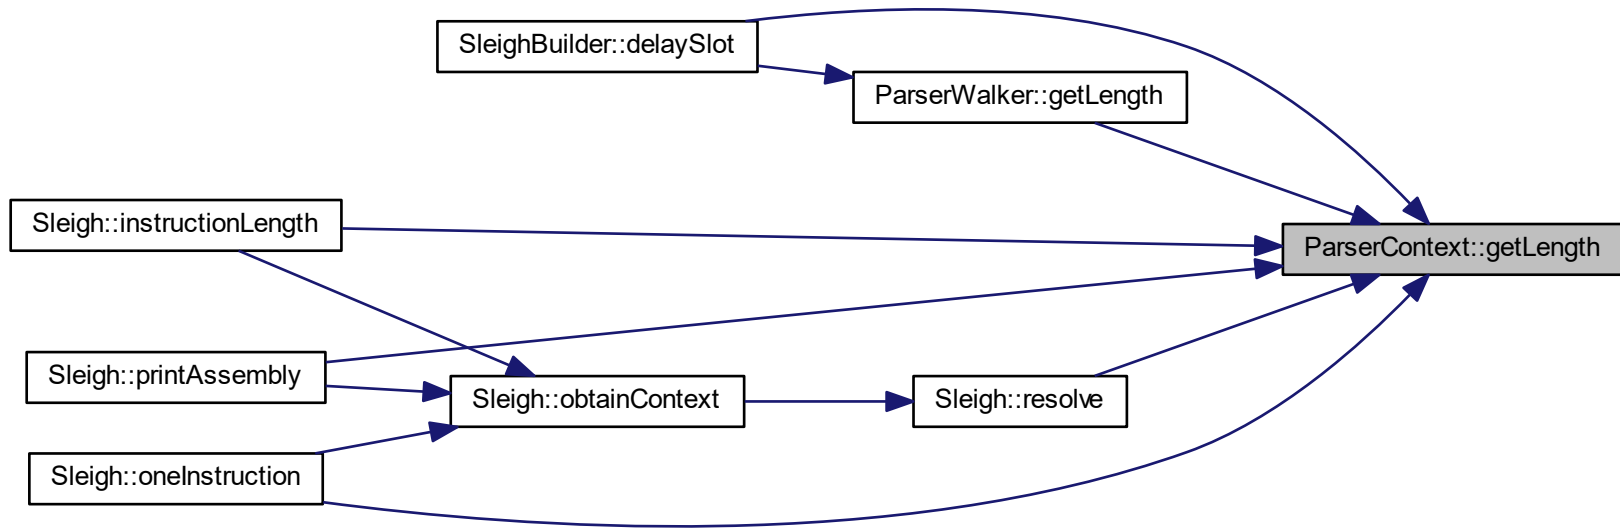 SleighBuilder::delaySlot
ParserWalker::getLength
Sleigh::instructionLength
ParserContext::getLength
Sleigh::printAssembly
Sleigh::obtainContext
Sleigh::resolve
Sleigh::oneInstruction